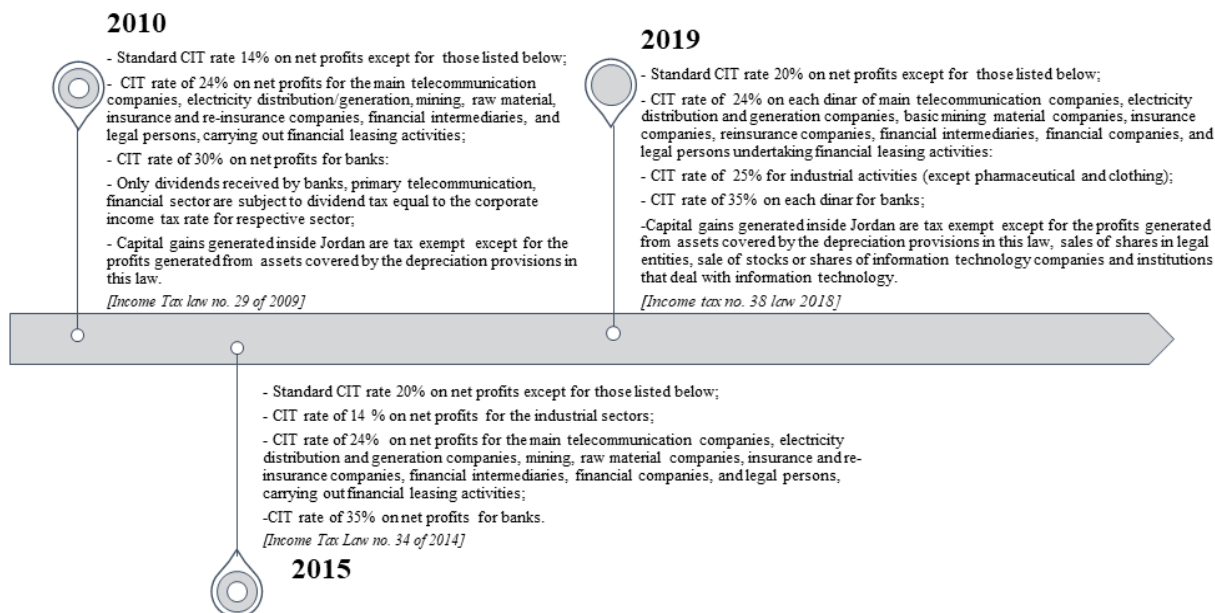 2010
- Standard CIT rate 14% on net profits except for those listed below;
- CIT rate of 24% on net profits for the main telecommunication
companies, electricity distribution/generation, mining, raw material,
insurance and re-insurance companies, financial intermediaries, and
legal persons, carrying out financial leasing activities;
- CIT rate of 30% on net profits for banks:
- Only dividends received by banks, primary telecommunication,
financial sector are subject to dividend tax equal to the corporate
income tax rate for respective sector;
- Capital gains generated inside Jordan are tax exempt except for the
profits generated from assets covered by the depreciation provisions in
this law.
[Income Tax law no. 29 of 2009]
2019
- Standard CIT rate 20% on net profits except for those listed below;
- CIT rate of 24% on each dinar of main telecommunication companies, electricity
distribution and generation companies, basic mining material companies, insurance
companies, reinsurance companies, financial intermediaries, financial companies, and
legal persons undertaking financial leasing activities:
- CIT rate of 25% for industrial activities (except pharmaceutical and clothing);
- CIT rate of 35% on each dinar for banks;
-Capital gains generated inside Jordan are tax exempt except for the profits generated
from assets covered by the depreciation provisions in this law, sales of shares in legal
entities, sale of stocks or shares of information technology companies and institutions
that deal with information technology.
[Income tax no. 38 law 2018]
- Standard CIT rate 20% on net profits except for those listed below;
- CIT rate of 14 % on net profits for the industrial sectors;
- CIT rate of 24% on net profits for the main telecommunication companies, electricity
distribution and generation companies, mining, raw material companies, insurance and re-
insurance companies, financial intermediaries, financial companies, and legal persons,
carrying out financial leasing activities;
-CIT rate of 35% on net profits for banks.
[Income Tax Law no. 34 of 2014]
2015